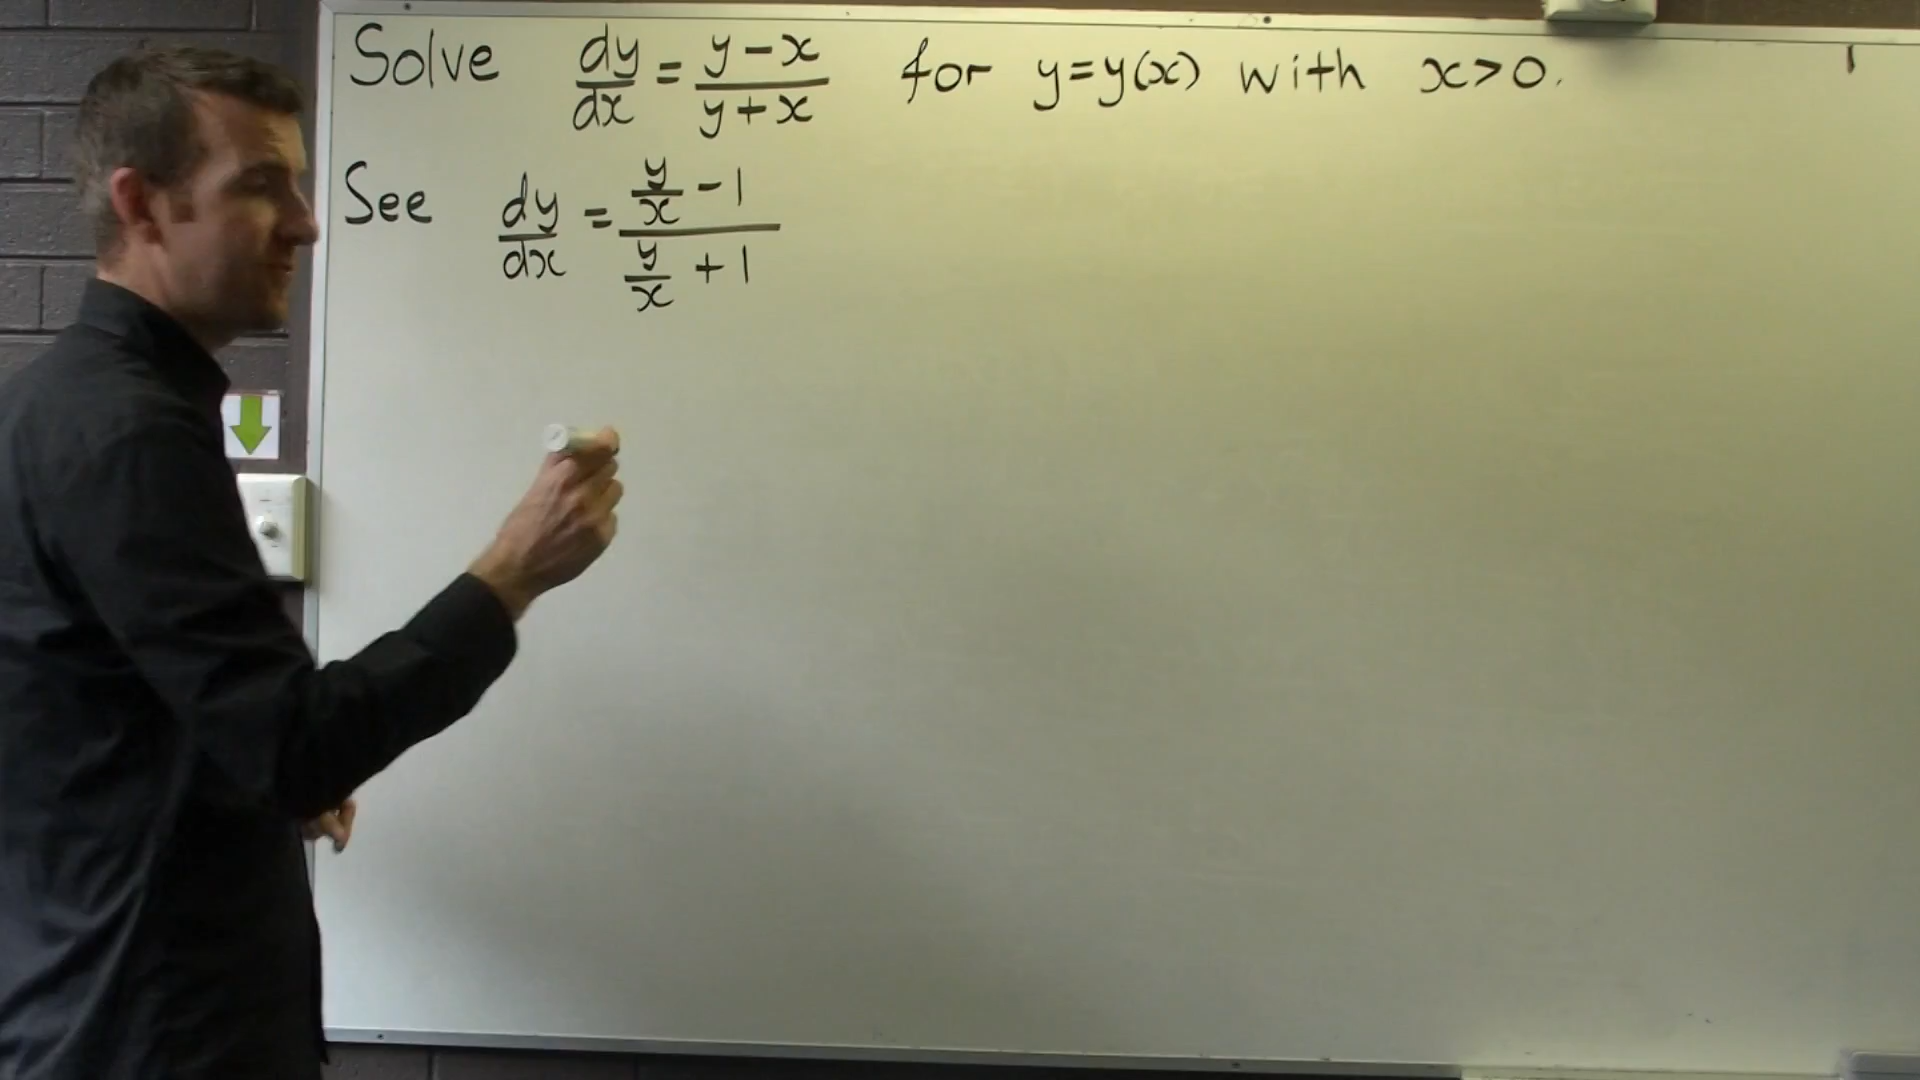 Solve dy/dx = (y-x)/(y+x) for y=y(x) with x>0.
See dy/dx = (y/x - 1)/(y/x + 1)